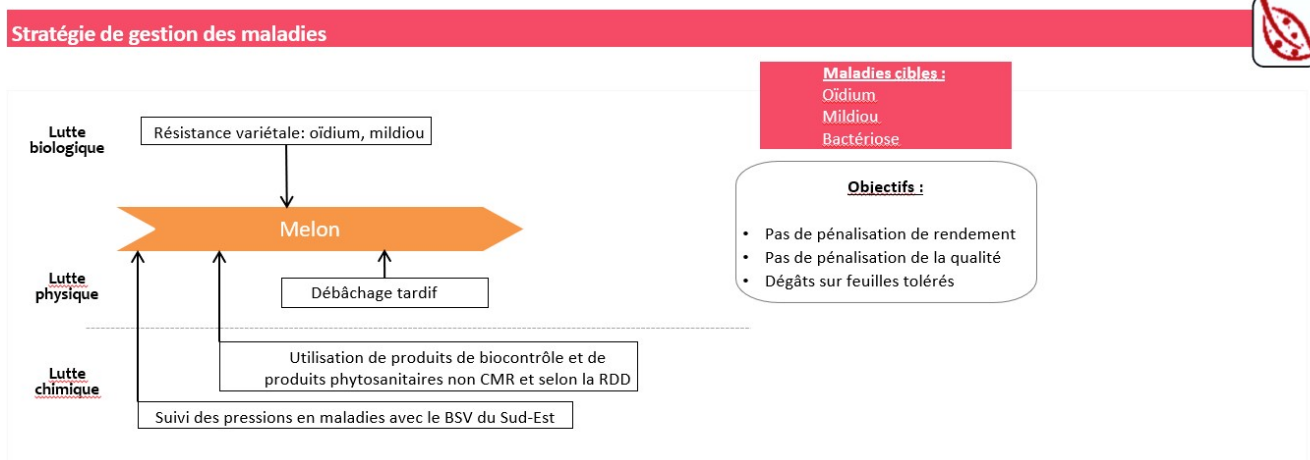 Stratégie de gestion des maladies
Maladies cibles :
Oïdium
Mildiou
Bactériose
Lutte
biologique
Résistance variétale: oïdium, mildiou
Objectifs :
• Pas de pénalisation de rendement
• Pas de pénalisation de la qualité
• Dégâts sur feuilles tolérés
Melon
Lutte
physique
Débâchage tardif
Lutte
chimique
Utilisation de produits de biocontrôle et de
produits phytosanitaires non CMR et selon la RDD
Suivi des pressions en maladies avec le BSV du Sud-Est